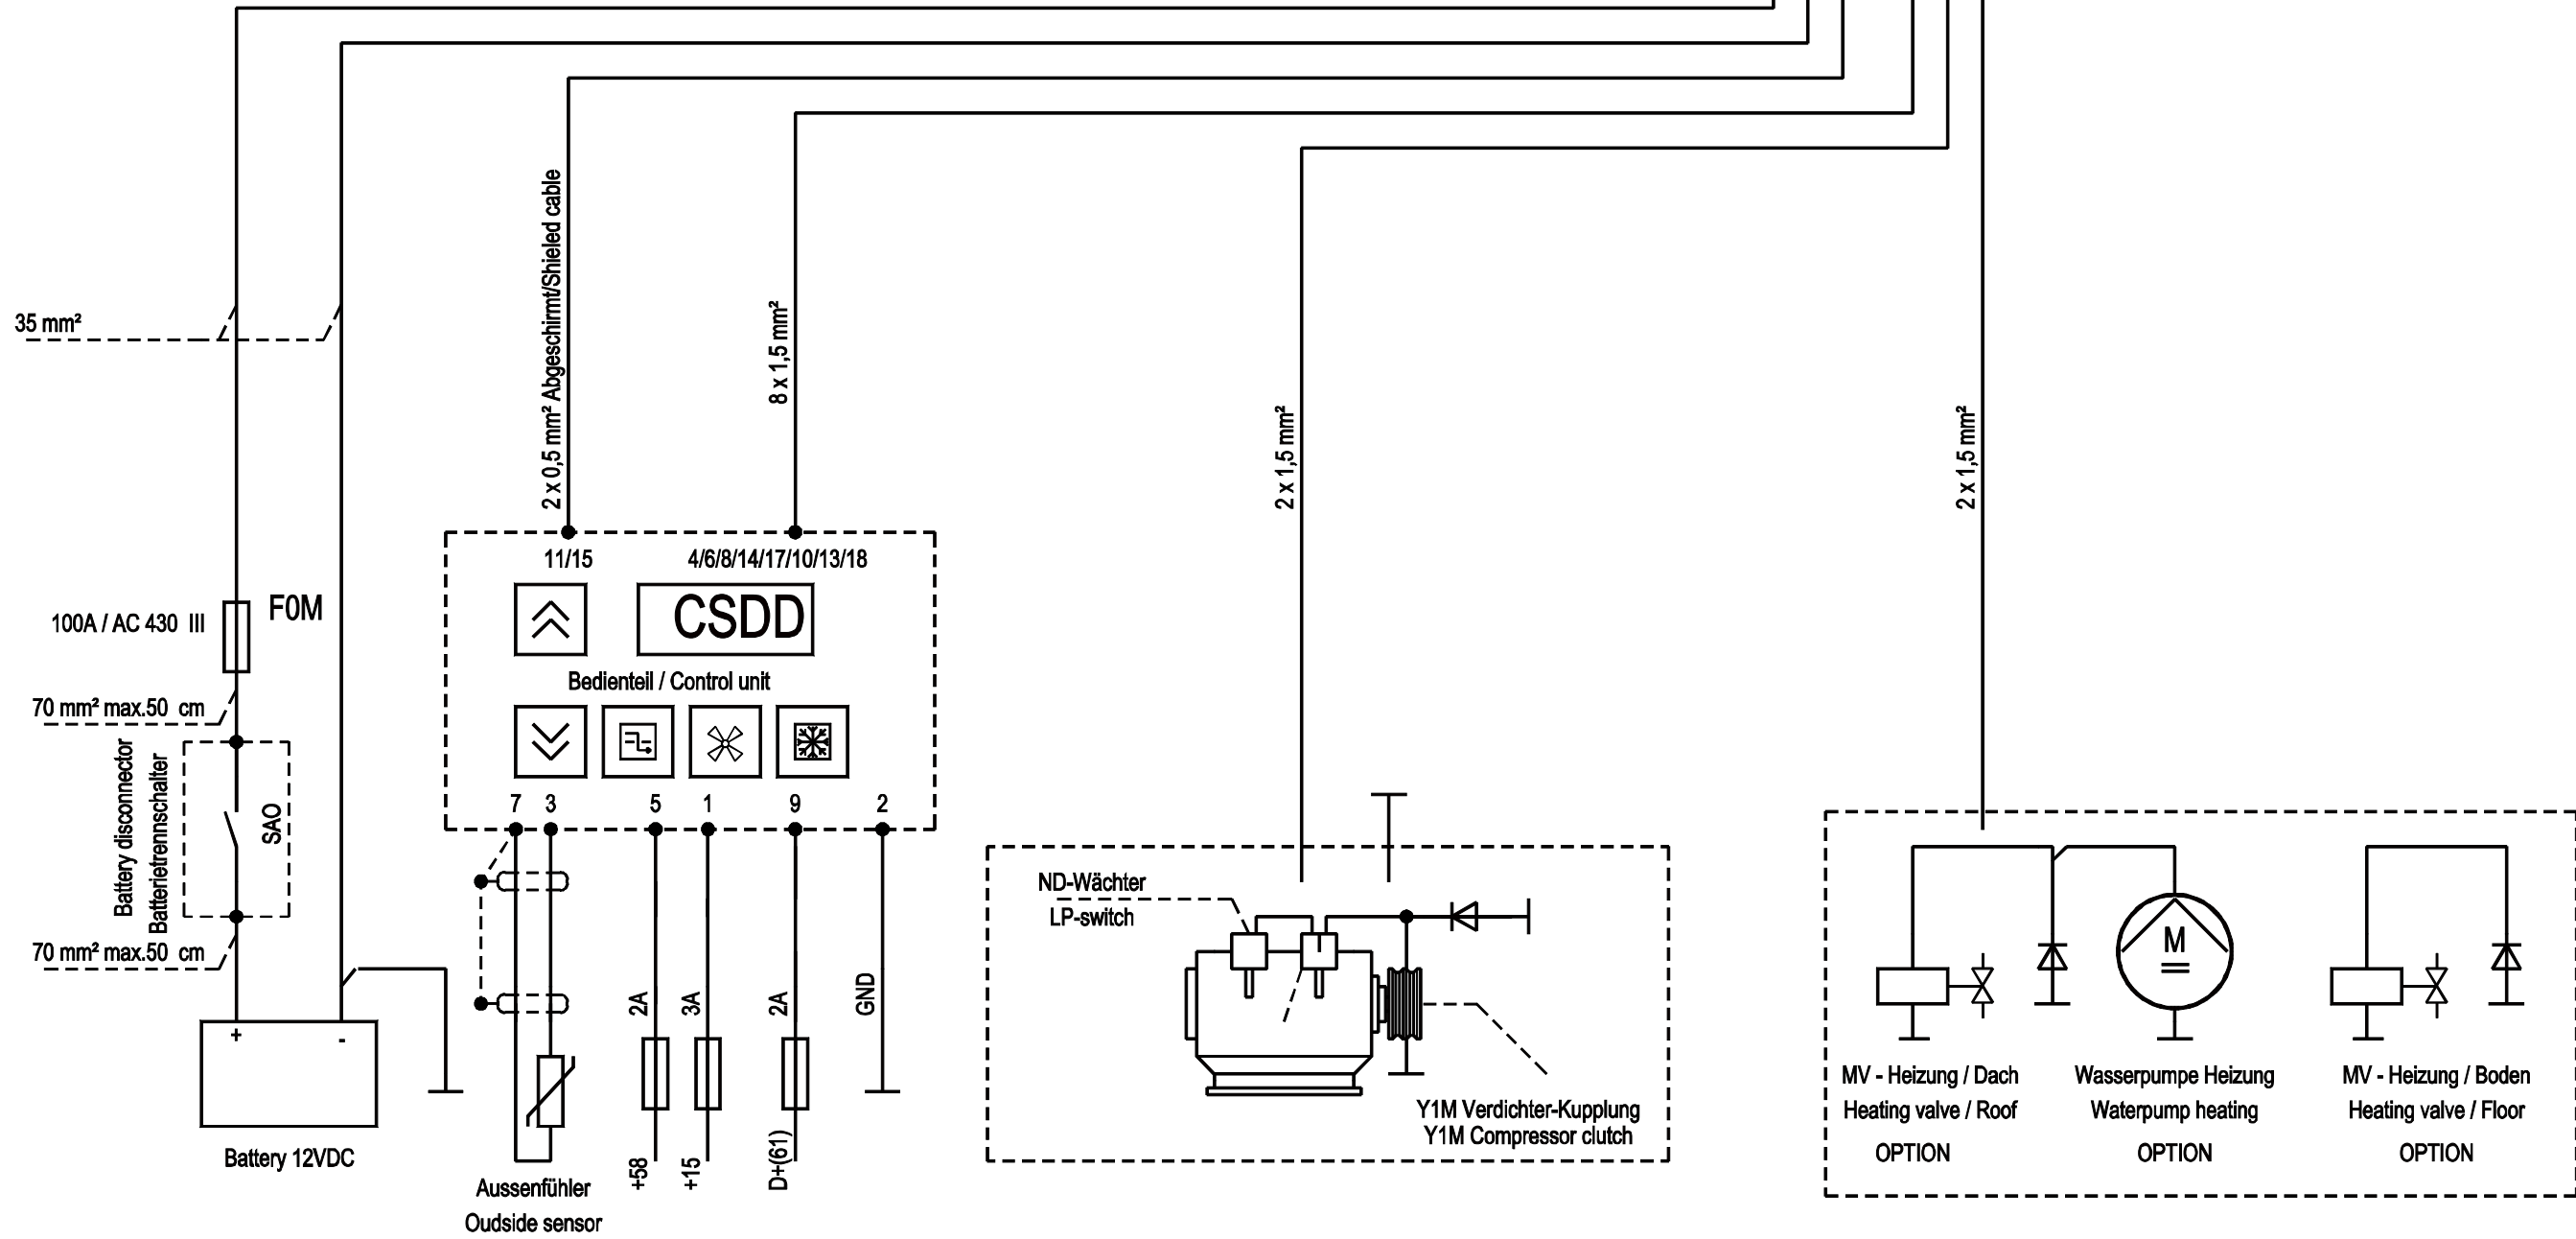 35 mm²
2 x 0,5 mm² Abgeschirmt/Shieled cable
8 x 1,5 mm²
2 x 1,5 mm²
2 x 1,5 mm²
11/15
4/6/8/14/17/10/13/18
CSDD
Bedienteil / Control unit
100A / AC 430 III
F0M
70 mm² max.50 cm
Battery disconnector
Batterietrennschalter
SAO
70 mm² max.50 cm
+
-
Battery 12VDC
7
3
5
1
9
2
2A
3A
2A
GND
+58
+15
D+(61)
Aussenfühler
Oudside sensor
ND-Wächter
LP-switch
Y1M Verdichter-Kupplung
Y1M Compressor clutch
M
MV - Heizung / Dach
Heating valve / Roof
OPTION
Wasserpumpe Heizung
Waterpump heating
OPTION
MV - Heizung / Boden
Heating valve / Floor
OPTION